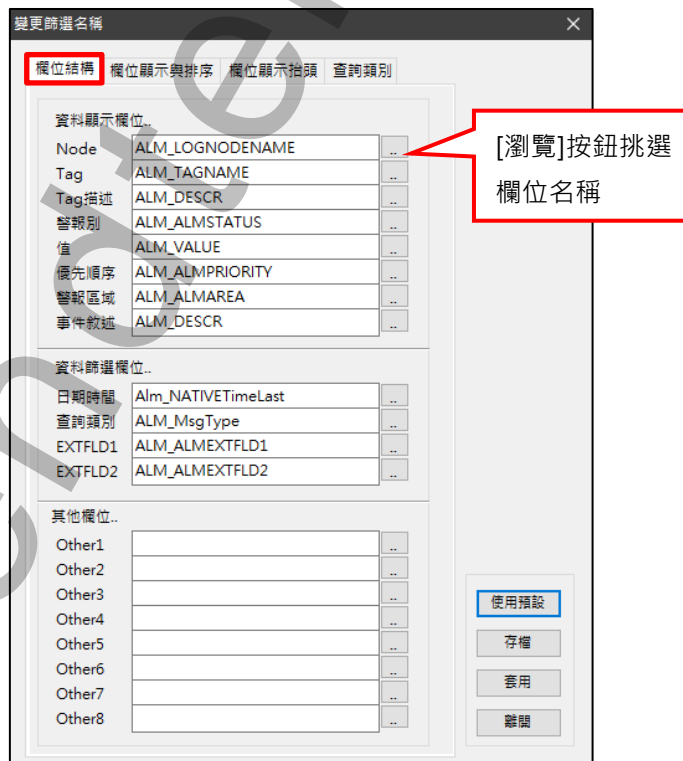 變更篩選名稱
欄位結構 欄位顯示與排序 欄位顯示抬頭 查詢類別
資料顯示欄位..
Node ALM_LOGNODENAME ..
Tag ALM_TAGNAME ..
Tag描述 ALM_DESCR ..
警報別 ALM_ALMSTATUS ..
值 ALM_VALUE ..
優先順序 ALM_ALMPRIORITY ..
警報區域 ALM_ALMAREA ..
事件敘述 ALM_DESCR ..
[瀏覽]按鈕挑選
欄位名稱
資料篩選欄位..
日期時間 Alm_NATIVETimeLast ..
查詢類別 ALM_MsgType ..
EXTFLD1 ALM_ALMEXTFLD1 ..
EXTFLD2 ALM_ALMEXTFLD2 ..
其他欄位..
Other1 ..
Other2 ..
Other3 ..
Other4 ..
Other5 ..
Other6 ..
Other7 ..
Other8 ..
使用預設
存檔
套用
離開